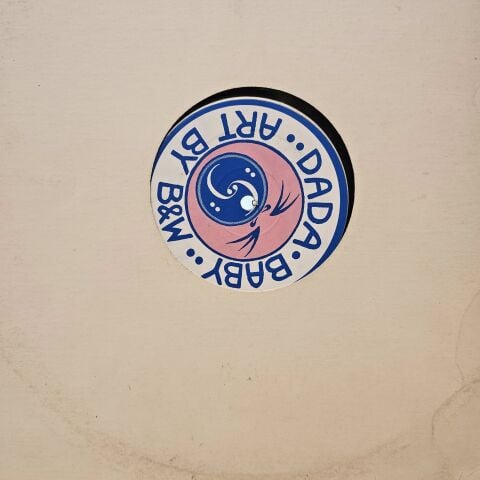 DADA • BABY •• ART BY B&M ••